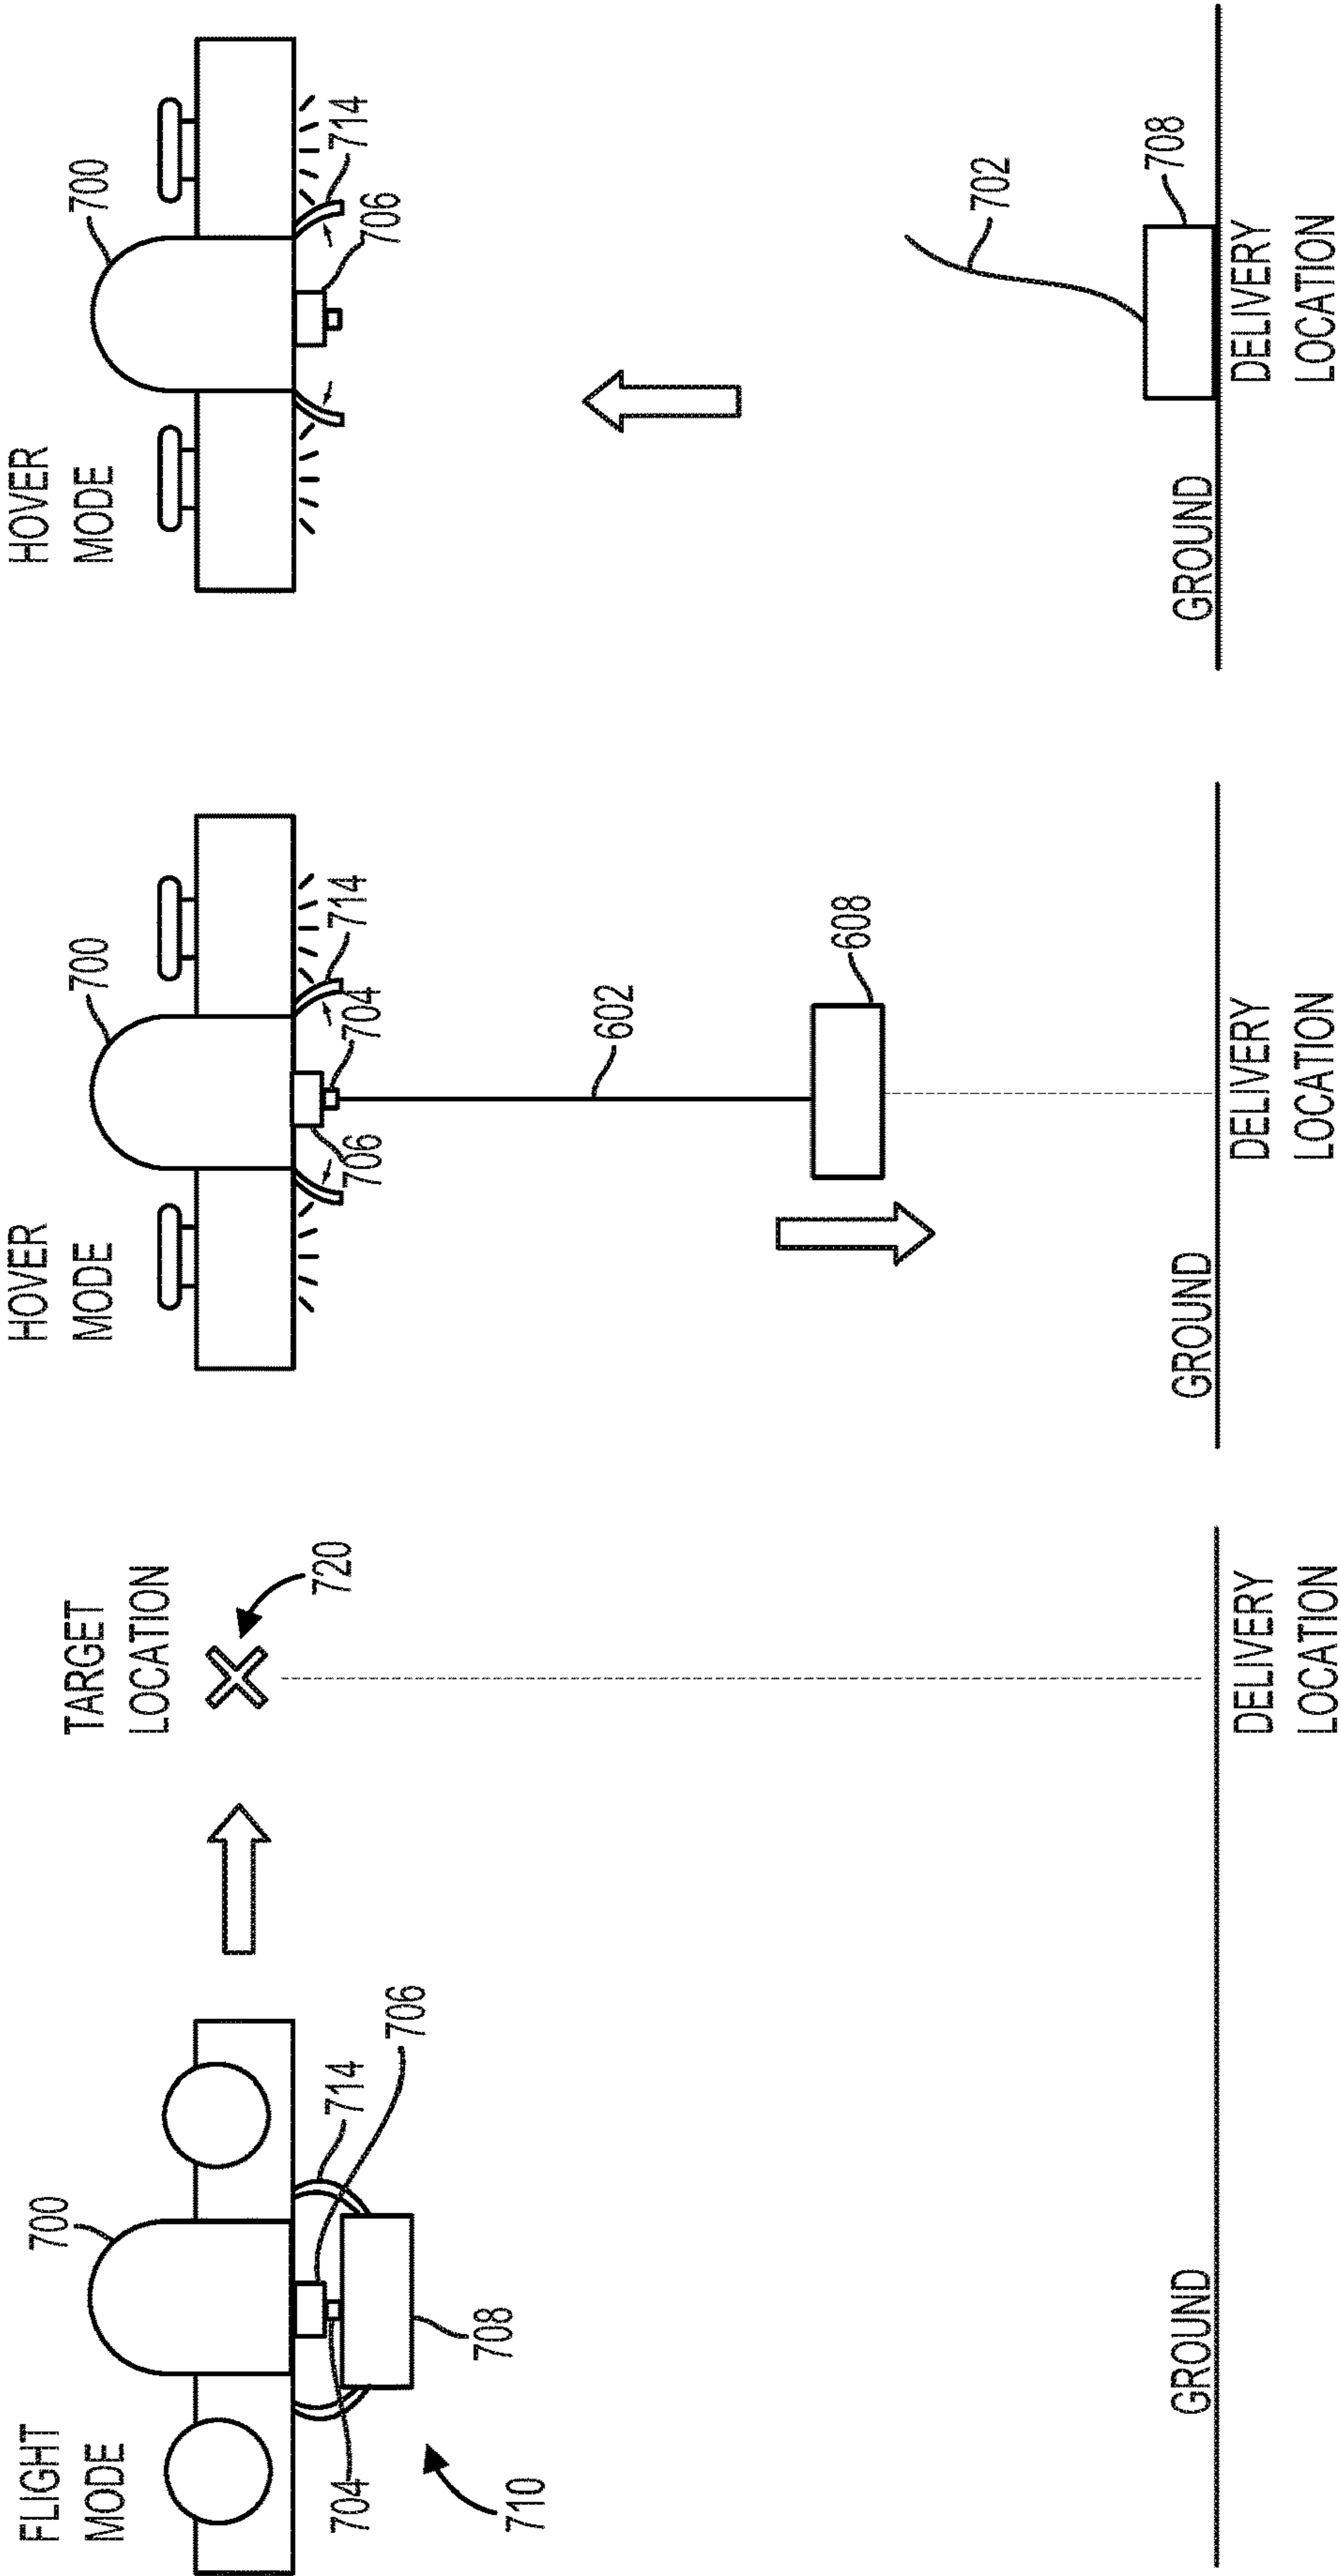 FLIGHT
MODE
700
704
710
708
714
706
TARGET
LOCATION
720
GROUND
DELIVERY
LOCATION
HOVER
MODE
700
706
704
714
602
608
GROUND
DELIVERY
LOCATION
HOVER
MODE
700
714
706
702
708
GROUND
DELIVERY
LOCATION